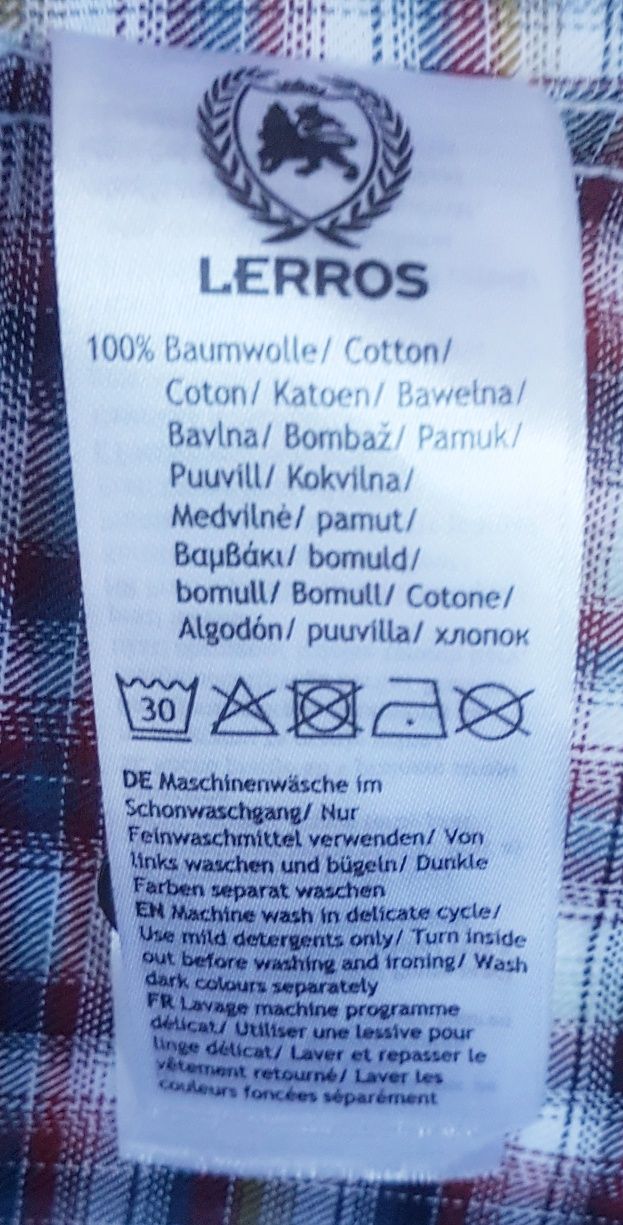 LERROS
100% Baumwolle/ Cotton/
Coton/ Katoen/ Bawełna/
Bavlna/ Bombaž/ Pamuk/
Puuvill/ Kokvilna/
Medvilnė/ pamut/
Βαμβάκι/ bomuld/
bomull/ Bomull/ Cotone/
Algodón/ puuvilla/ хлопок
30
DE Maschinenwäsche im
Schonwaschgang/ Nur
Feinwaschmittel verwenden/ Von
links waschen und bügeln/ Dunkle
Farben separat waschen
EN Machine wash in delicate cycle/
Use mild detergents only/ Turn inside
out before washing and ironing/ Wash
dark colours separately
FR Lavage machine programme
délicat/ Utiliser une lessive pour
linge délicat/ Laver et repasser le
vêtement retourné/ Laver les
couleurs foncées séparément